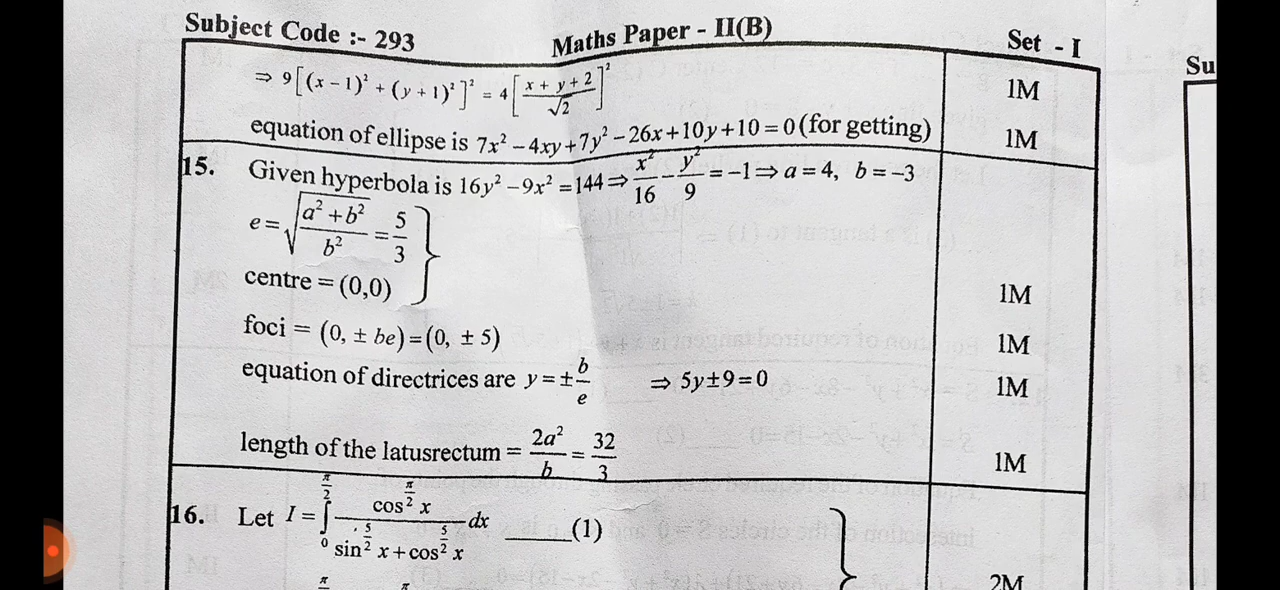 Subject Code :- 293 Maths Paper - II(B) Set - I
Su
⇒ 9[(x − 1)² + (y + 1)²]² = 4[(x + y + 2)/√2]² 1M
equation of ellipse is 7x² − 4xy + 7y² − 26x + 10y + 10 = 0 (for getting) 1M
15. Given hyperbola is 16y² − 9x² = 144 ⇒ x²/16 − y²/9 = −1 ⇒ a = 4, b = −3
e = √((a² + b²)/b²) = 5/3 }
centre = (0,0) 1M
foci = (0, ± be) = (0, ± 5) 1M
equation of directrices are y = ± b/e ⇒ 5y ± 9 = 0 1M
length of the latusrectum = 2a²/b = 32/3 1M
16. Let I = ∫₀^(π/2) cos^(π/2) x / (sin^(5/2) x + cos^(5/2) x) dx ___(1) }
2M